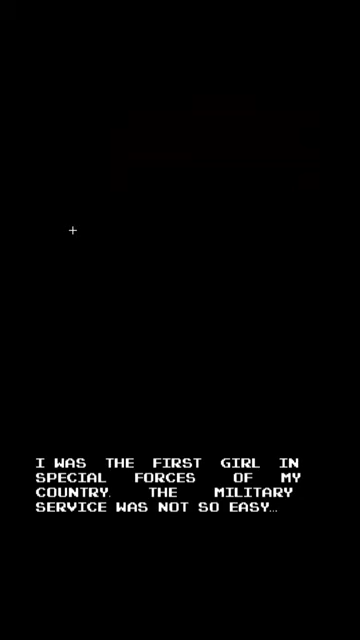 I WAS THE FIRST GIRL IN
SPECIAL FORCES OF MY
COUNTRY. THE MILITARY
SERVICE WAS NOT SO EASY...